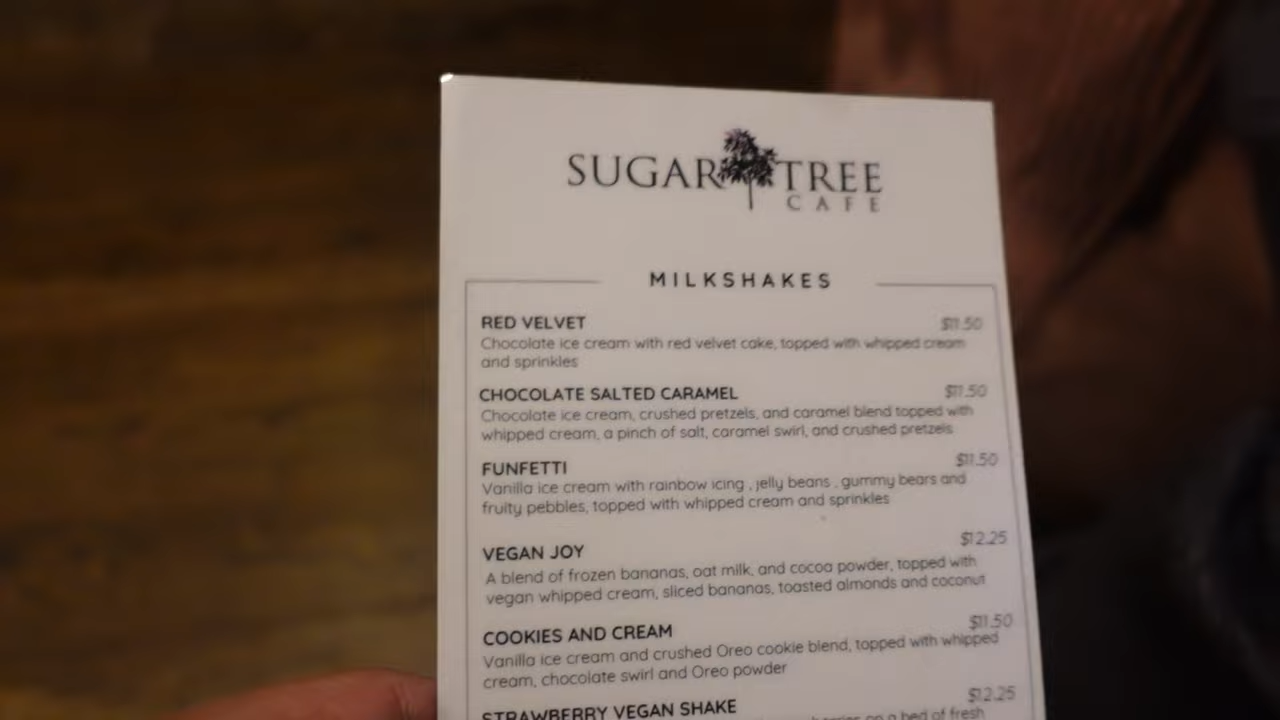 SUGAR TREE
CAFE
MILKSHAKES
RED VELVET $11.50
Chocolate ice cream with red velvet cake, topped with whipped cream
and sprinkles
CHOCOLATE SALTED CARAMEL $11.50
Chocolate ice cream, crushed pretzels, and caramel blend topped with
whipped cream, a pinch of salt, caramel swirl, and crushed pretzels
FUNFETTI $11.50
Vanilla ice cream with rainbow icing , jelly beans , gummy bears and
fruity pebbles, topped with whipped cream and sprinkles
VEGAN JOY $12.25
A blend of frozen bananas, oat milk, and cocoa powder, topped with
vegan whipped cream, sliced bananas, toasted almonds and coconut
COOKIES AND CREAM $11.50
Vanilla ice cream and crushed Oreo cookie blend, topped with whipped
cream, chocolate swirl and Oreo powder
STRAWBERRY VEGAN SHAKE $12.25
on a bed of fresh